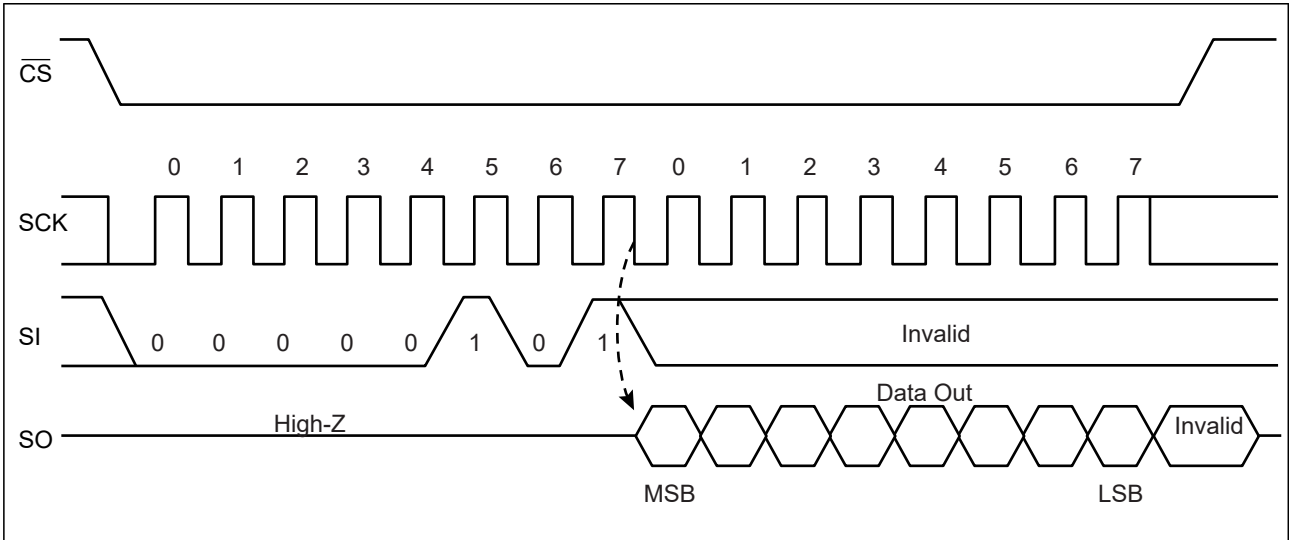 CS
0 1 2 3 4 5 6 7 0 1 2 3 4 5 6 7
SCK
SI 0 0 0 0 0 1 0 1 Invalid
Data Out
SO High-Z Invalid
MSB LSB